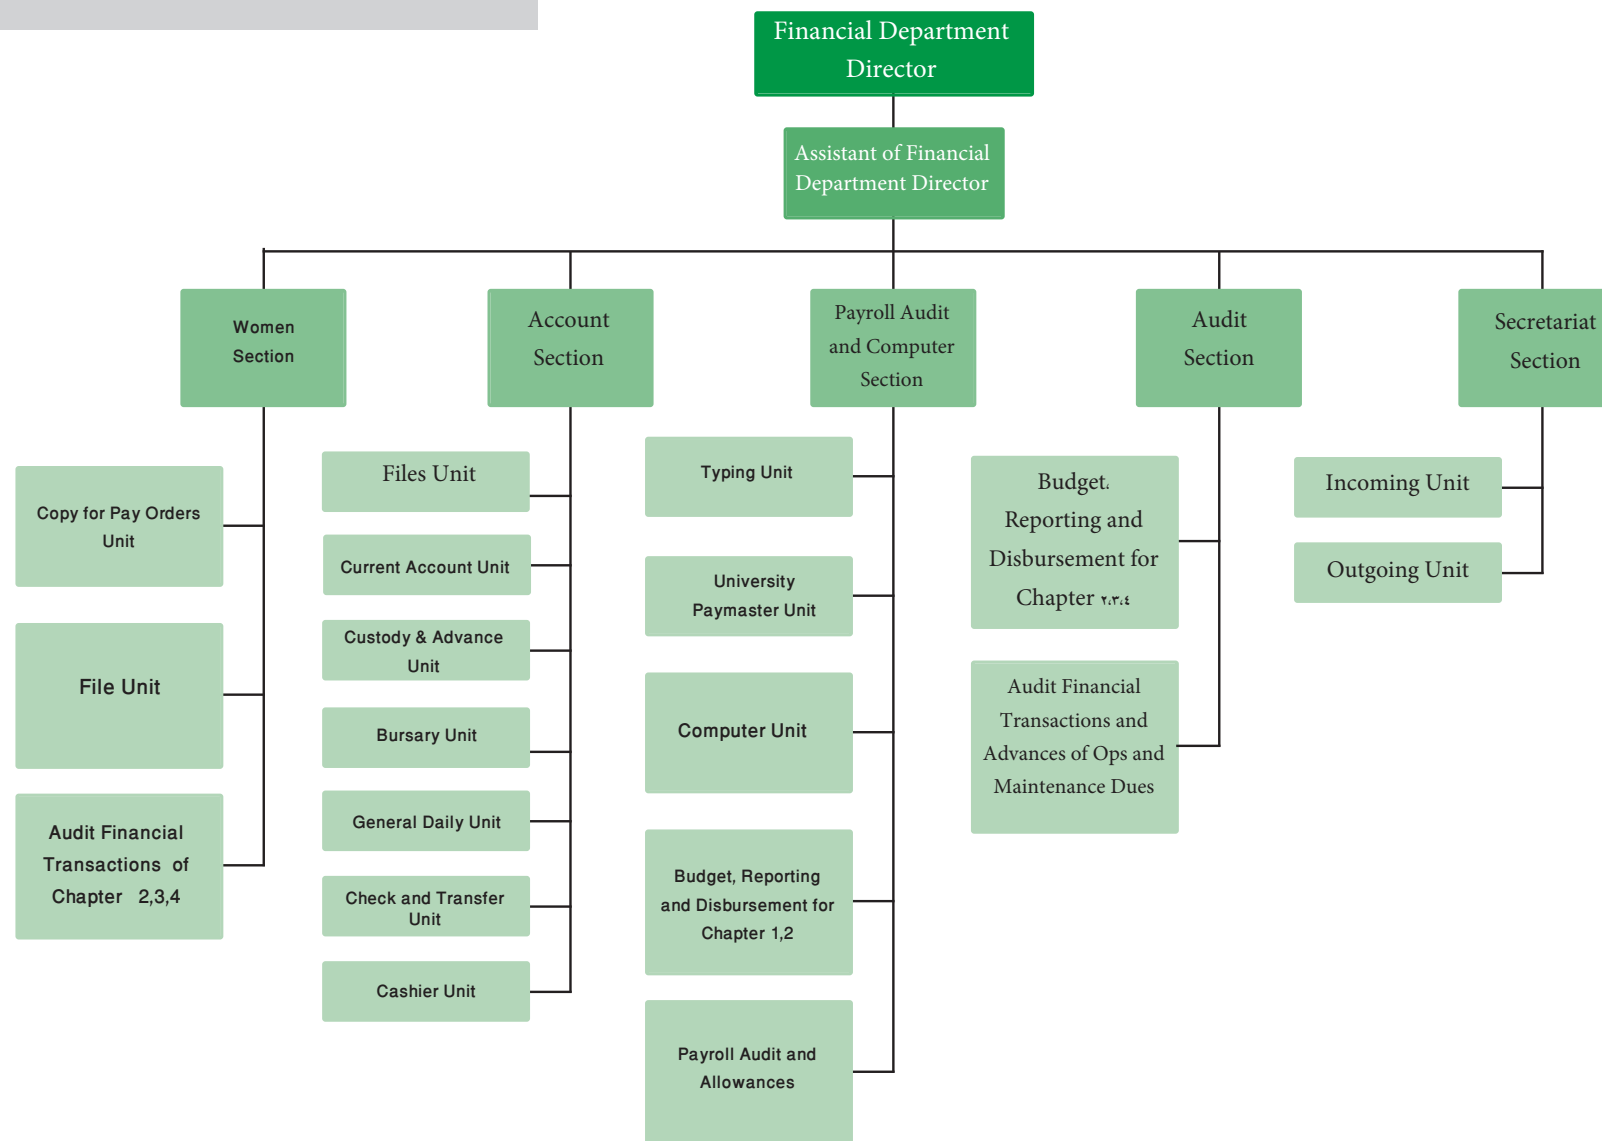 Financial Department
Director
Assistant of Financial
Department Director
Women
Section
Account
Section
Payroll Audit
and Computer
Section
Audit
Section
Secretariat
Section
Copy for Pay Orders
Unit
File Unit
Audit Financial
Transactions of
Chapter 2,3,4
Files Unit
Current Account Unit
Custody & Advance
Unit
Bursary Unit
General Daily Unit
Check and Transfer
Unit
Cashier Unit
Typing Unit
University
Paymaster Unit
Computer Unit
Budget, Reporting
and Disbursement for
Chapter 1,2
Payroll Audit and
Allowances
Budget،
Reporting and
Disbursement for
Chapter ٢،٣،٤
Audit Financial
Transactions and
Advances of Ops and
Maintenance Dues
Incoming Unit
Outgoing Unit